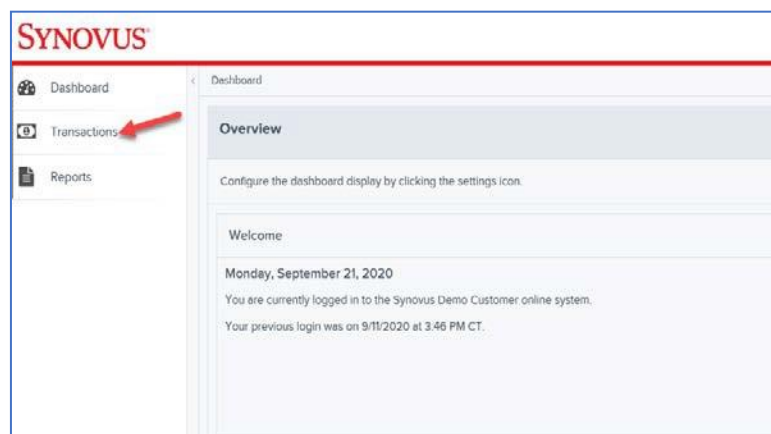 SYNOVUS
Dashboard
Transactions
Reports
Dashboard
Overview
Configure the dashboard display by clicking the settings icon.
Welcome
Monday, September 21, 2020
You are currently logged in to the Synovus Demo Customer online system.
Your previous login was on 9/11/2020 at 3:46 PM CT.